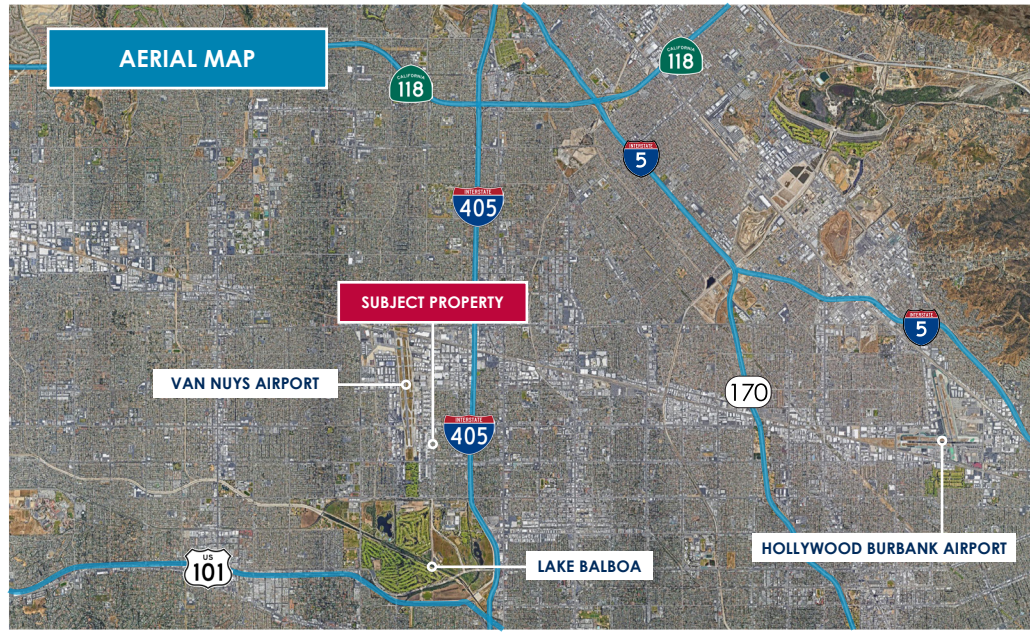 AERIAL MAP
CALIFORNIA
118
CALIFORNIA
118
INTERSTATE
5
INTERSTATE
405
SUBJECT PROPERTY
INTERSTATE
5
VAN NUYS AIRPORT
170
INTERSTATE
405
HOLLYWOOD BURBANK AIRPORT
US
101
LAKE BALBOA